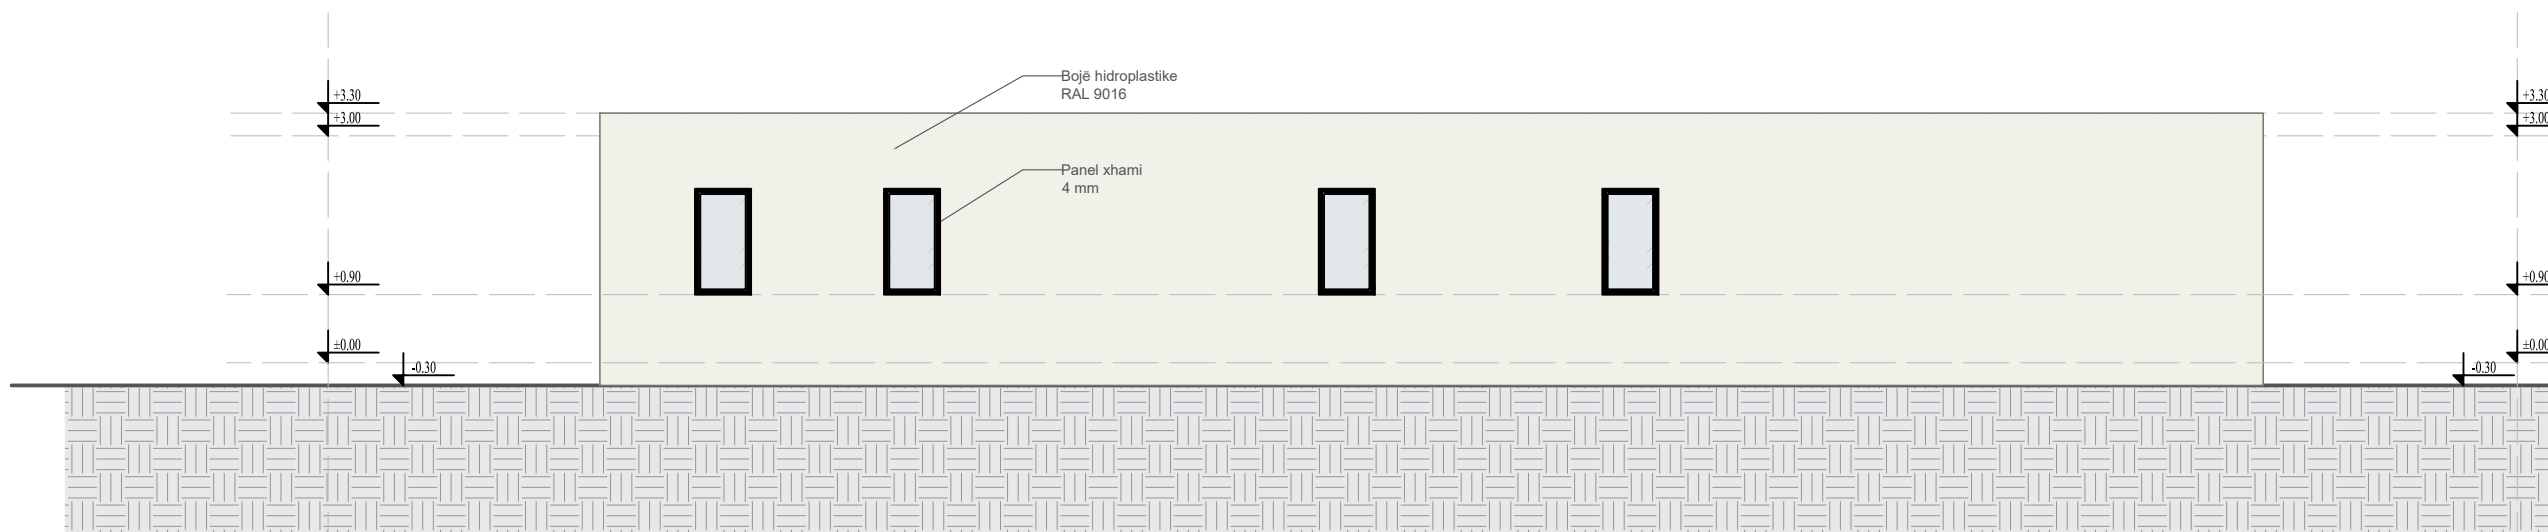 Bojë hidroplastike
RAL 9016
+3.30
+3.30
+3.00
+3.00
Panel xhami
4 mm
+0.90
+0.90
±0.00
±0.00
-0.30
-0.30